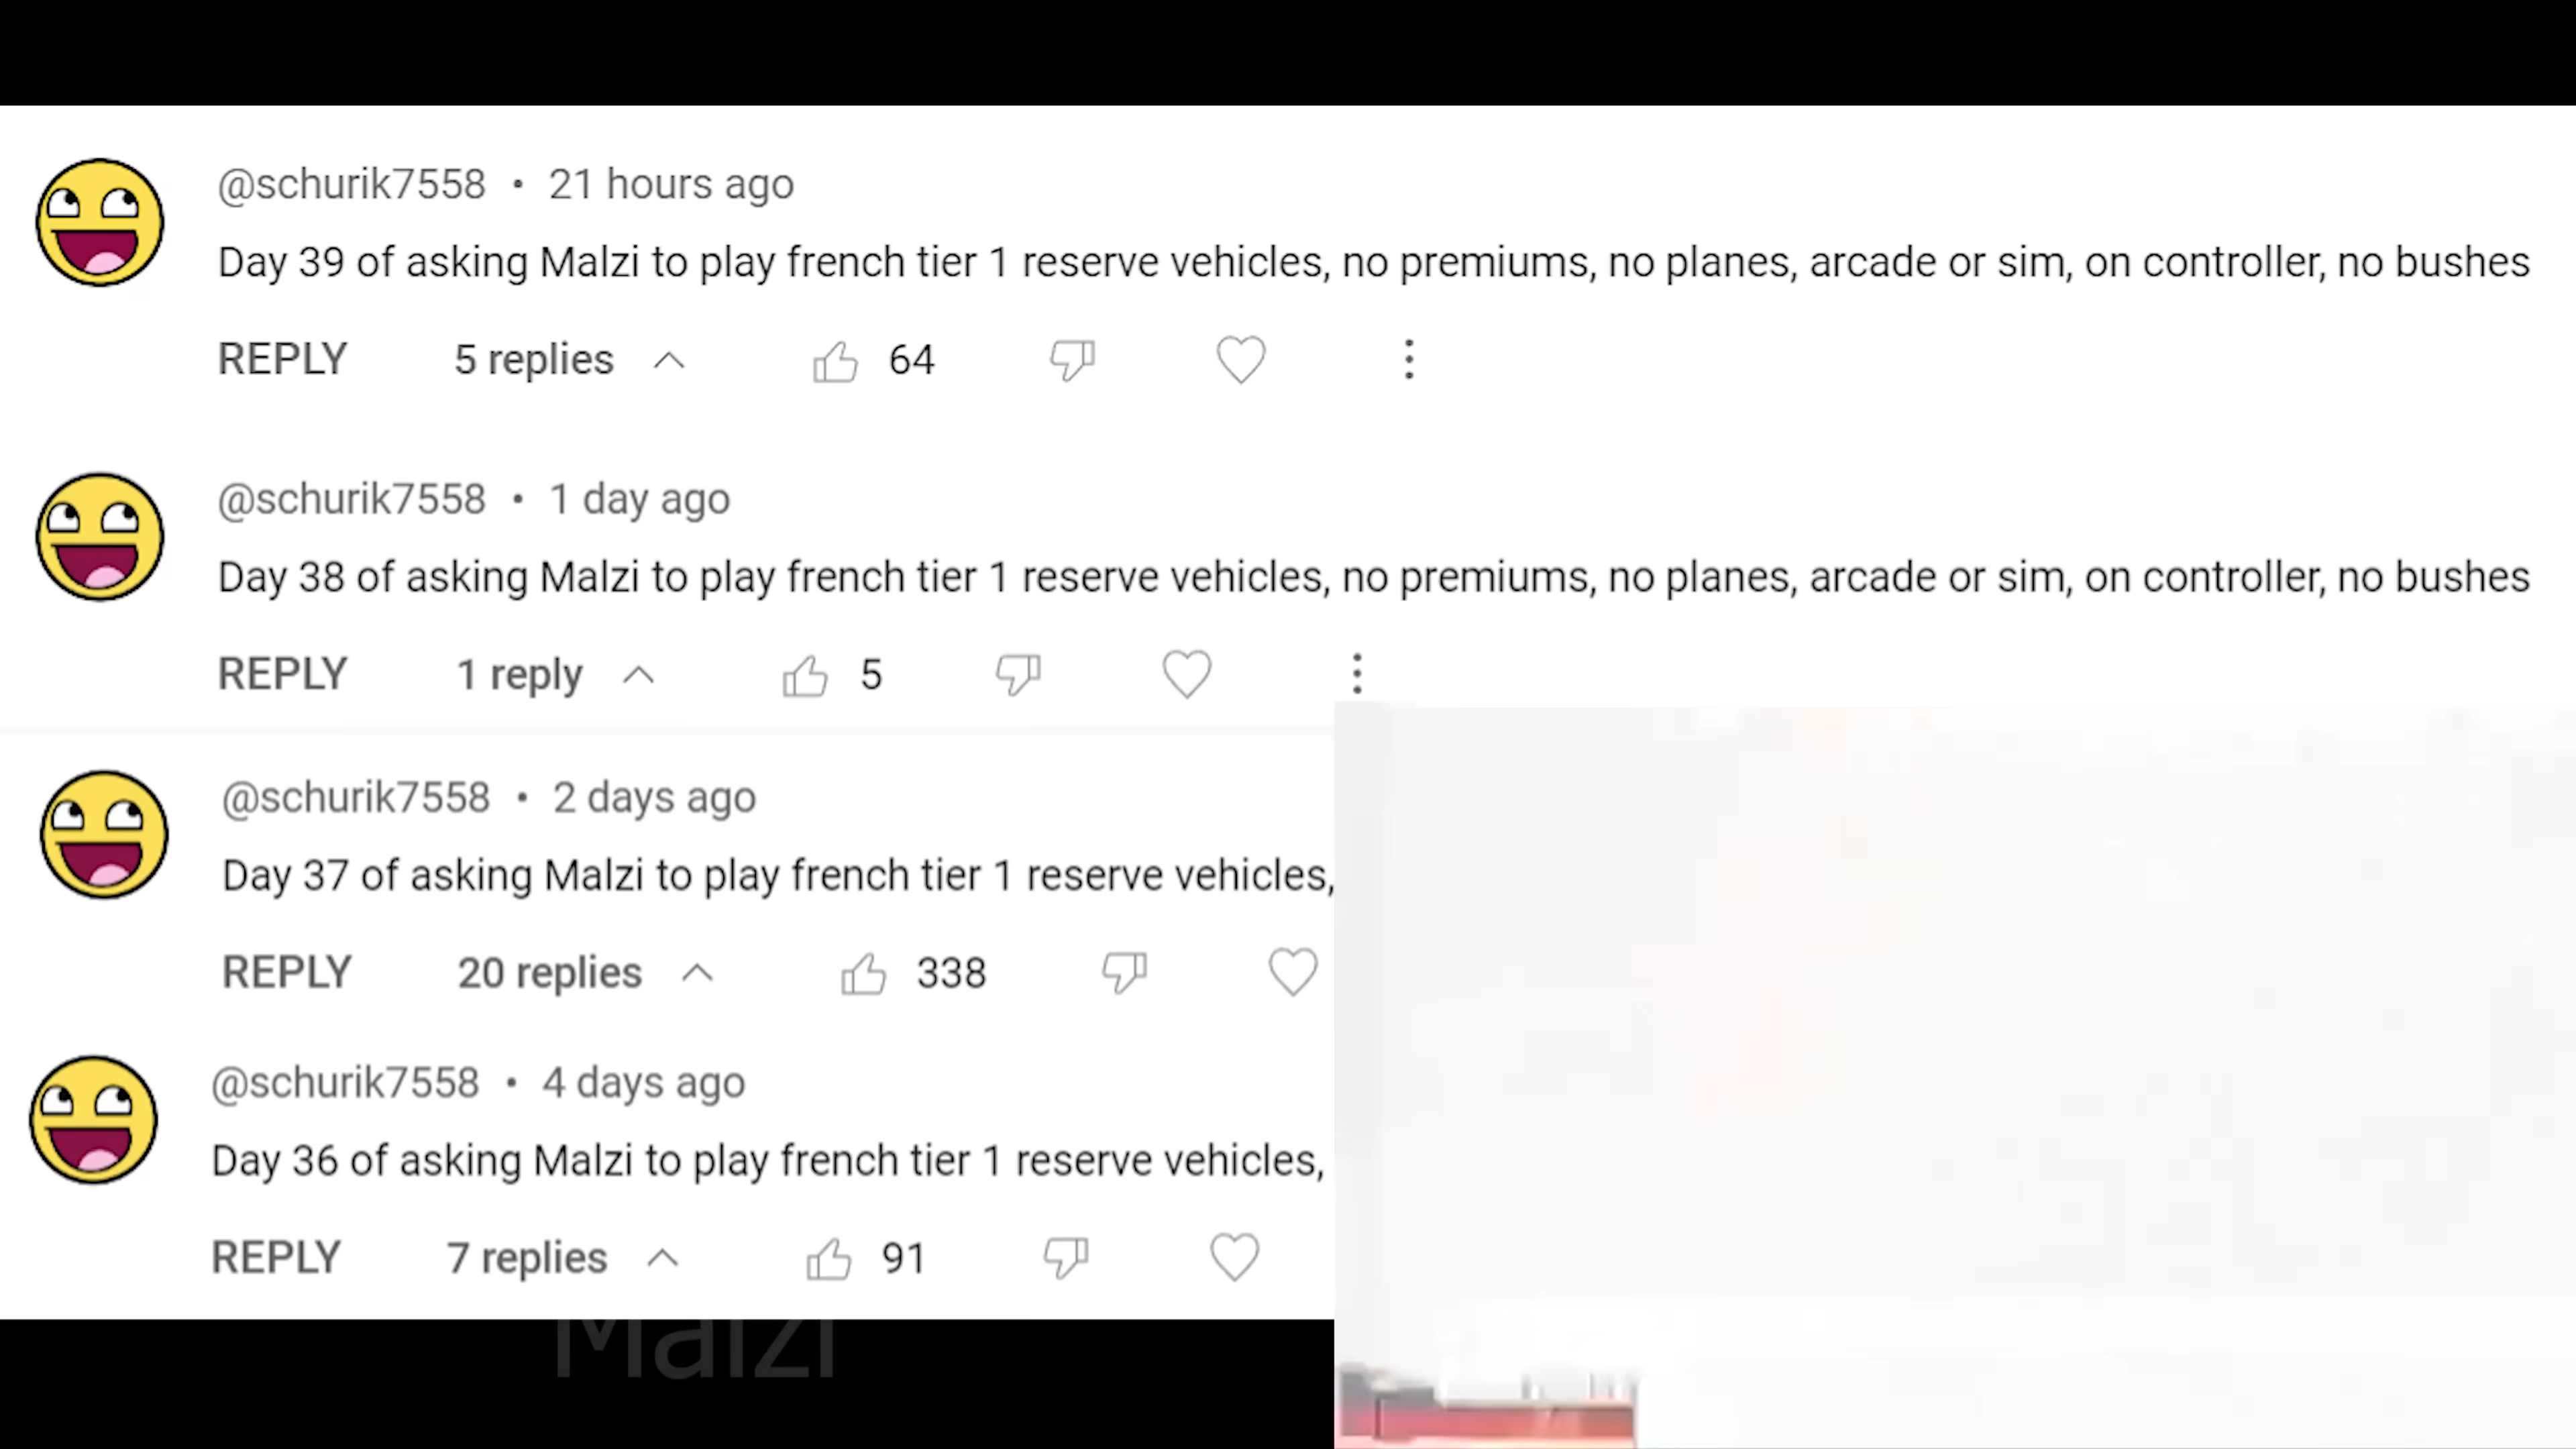 @schurik7558 • 21 hours ago
Day 39 of asking Malzi to play french tier 1 reserve vehicles, no premiums, no planes, arcade or sim, on controller, no bushes
REPLY 5 replies 64
@schurik7558 • 1 day ago
Day 38 of asking Malzi to play french tier 1 reserve vehicles, no premiums, no planes, arcade or sim, on controller, no bushes
REPLY 1 reply 5
@schurik7558 • 2 days ago
Day 37 of asking Malzi to play french tier 1 reserve vehicles,
REPLY 20 replies 338
@schurik7558 • 4 days ago
Day 36 of asking Malzi to play french tier 1 reserve vehicles,
REPLY 7 replies 91
Malzi